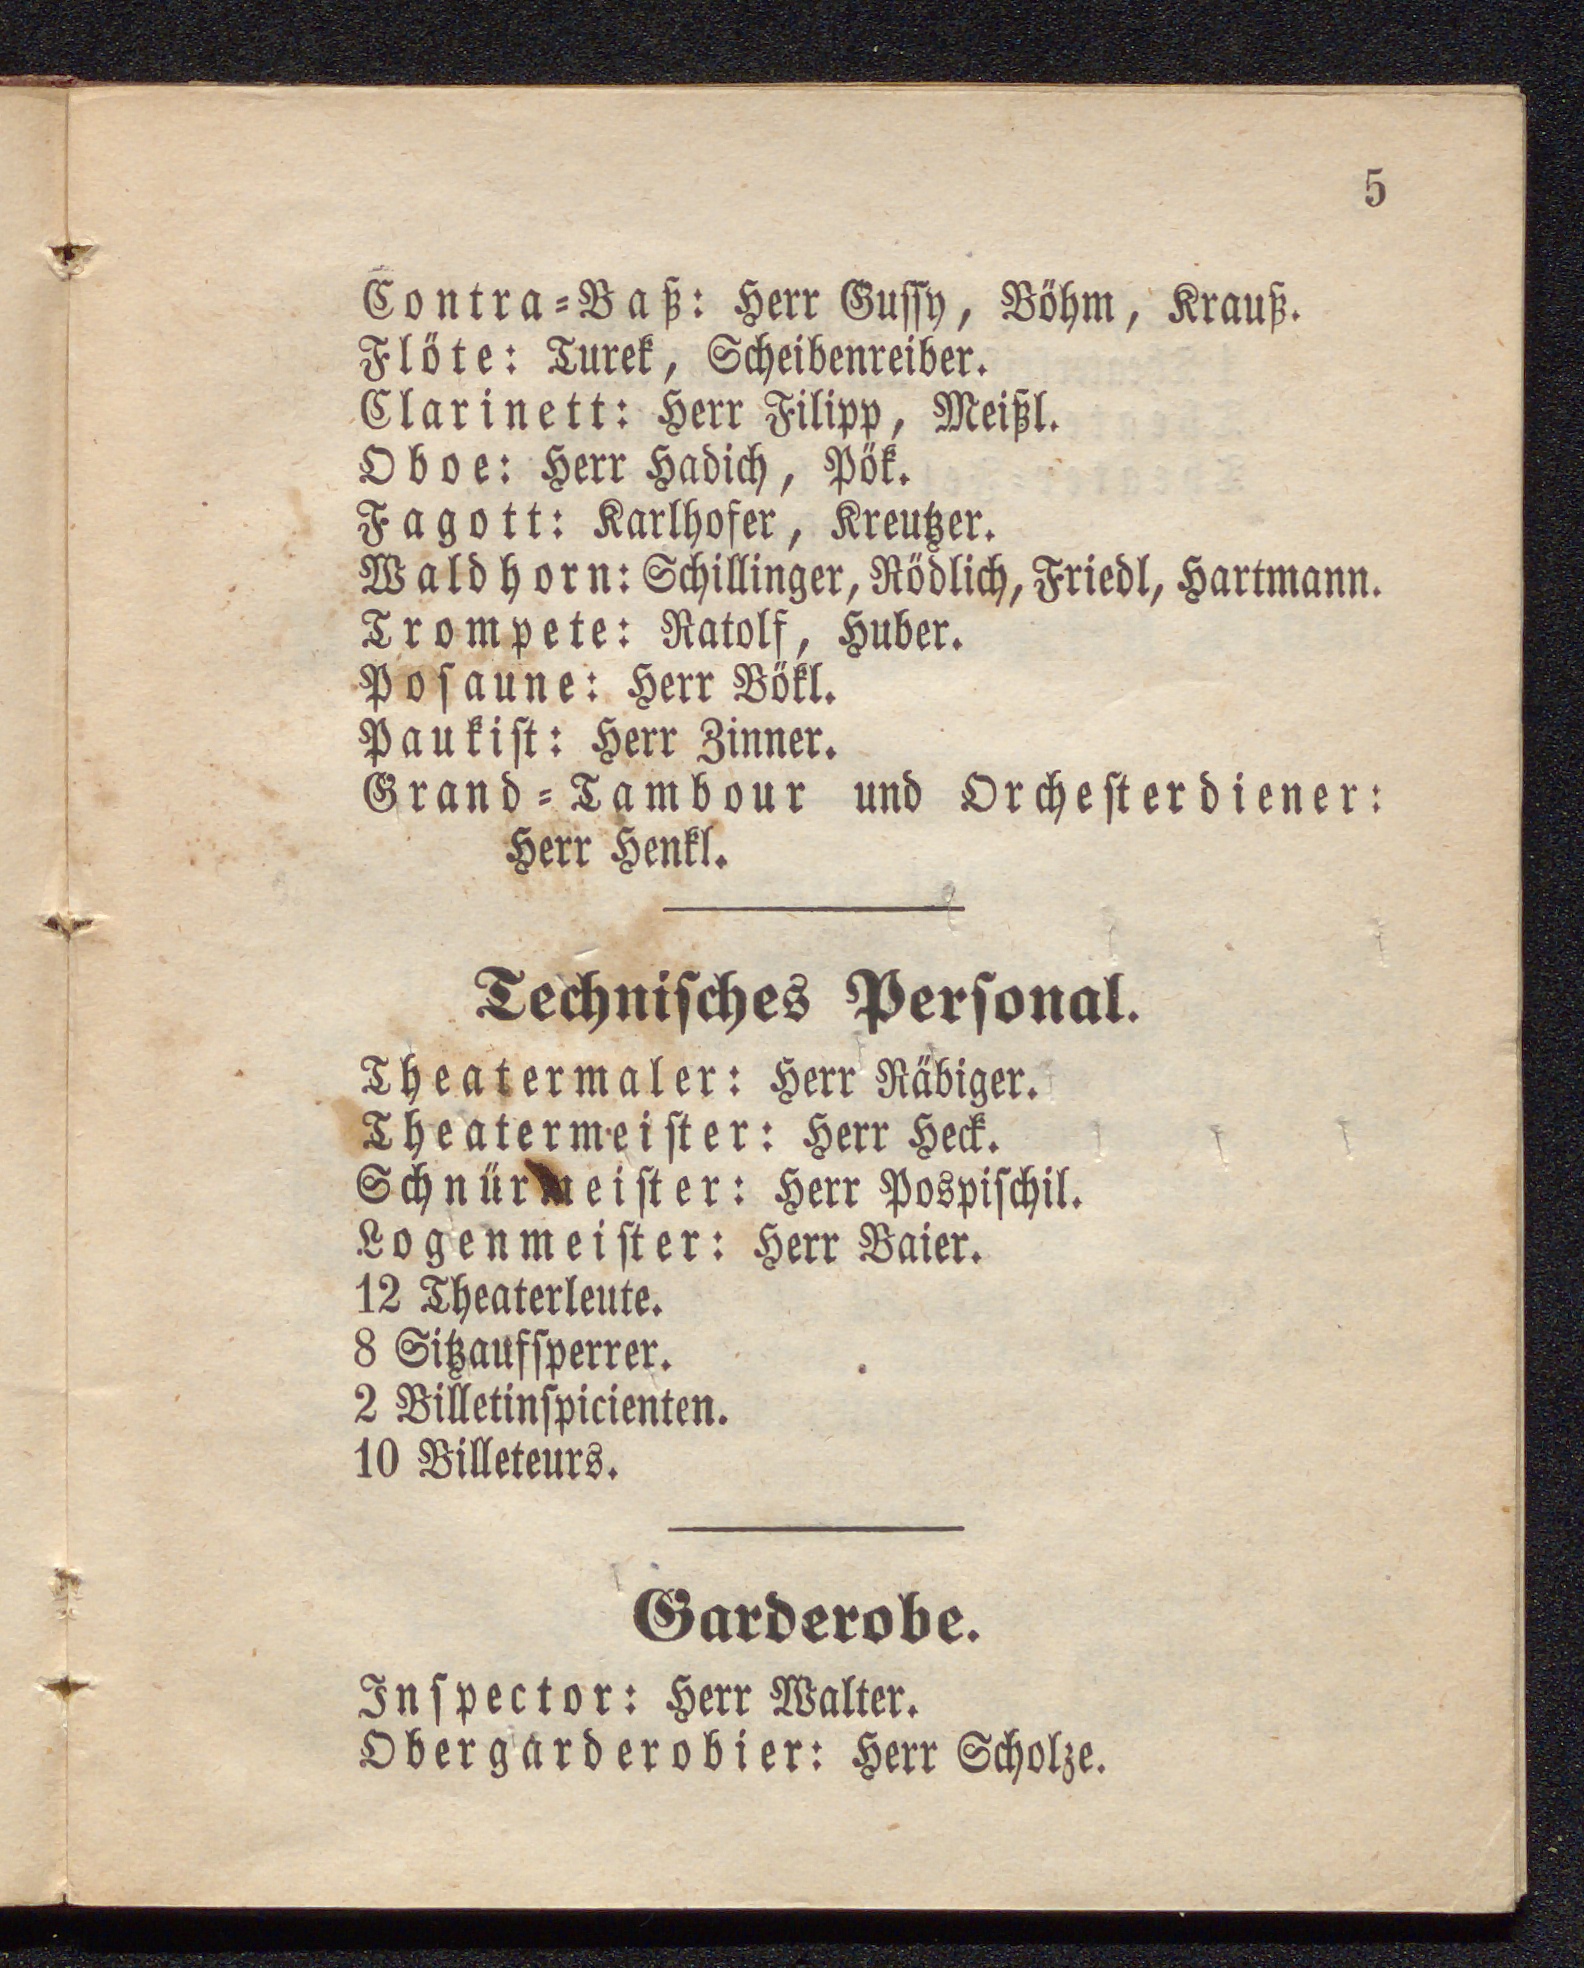 5
Contra-Baß: Herr Gussy, Böhm, Krauß.
Flöte: Turek, Scheibenreiber.
Clarinett: Herr Filipp, Meißl.
Oboe: Herr Hadich, Pök.
Fagott: Karlhofer, Kreutzer.
Waldhorn: Schillinger, Rödlich, Friedl, Hartmann.
Trompete: Ratolf, Huber.
Posaune: Herr Bökl.
Paukist: Herr Zinner.
Grand-Tambour und Orchesterdiener:
Herr Henkl.
Technisches Personal.
Theatermaler: Herr Räbiger.
Theatermeister: Herr Heck.
Schnürmeister: Herr Pospischil.
Logenmeister: Herr Baier.
12 Theaterleute.
8 Sitzaufsperrer.
2 Billetinspicienten.
10 Billeteurs.
Garderobe.
Inspector: Herr Walter.
Obergarderobier: Herr Scholze.